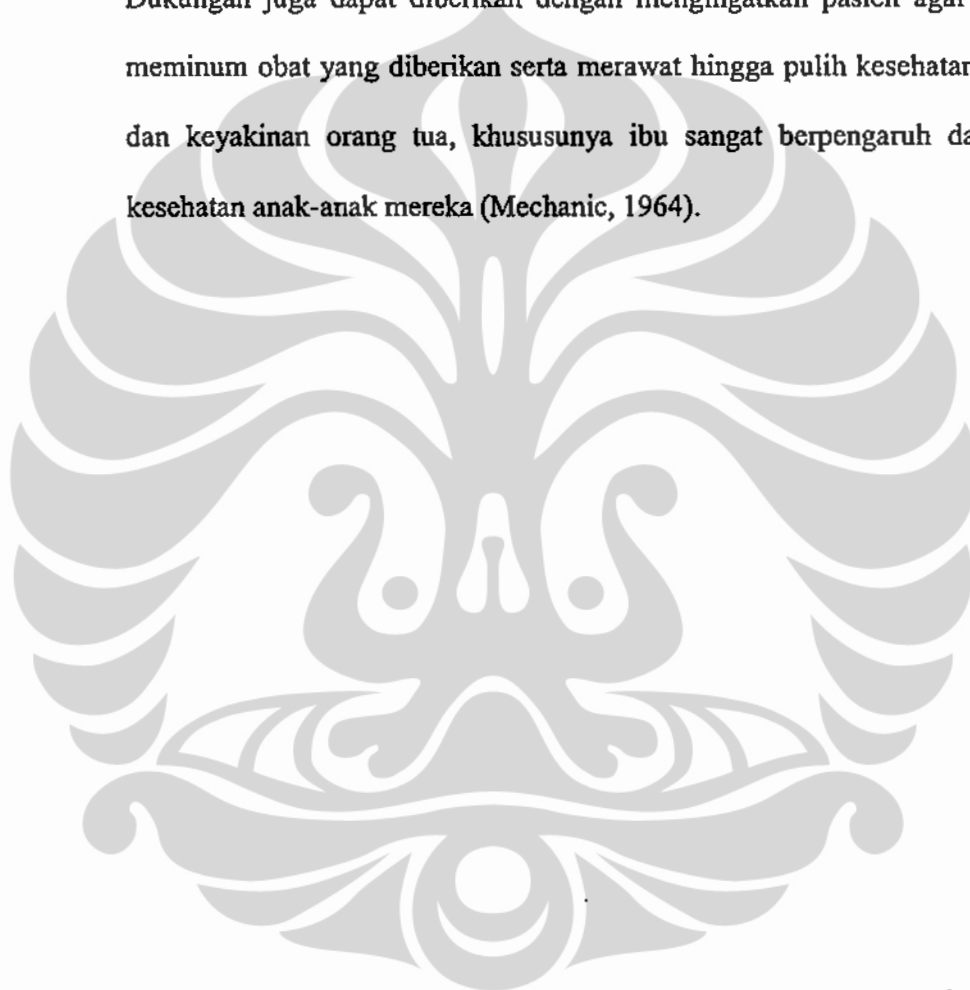 Dukungan juga dapat diberikan dengan mengingatkan pasien agar
meminum obat yang diberikan serta merawat hingga pulih kesehatan
dan keyakinan orang tua, khususunya ibu sangat berpengaruh da
kesehatan anak-anak mereka (Mechanic, 1964).